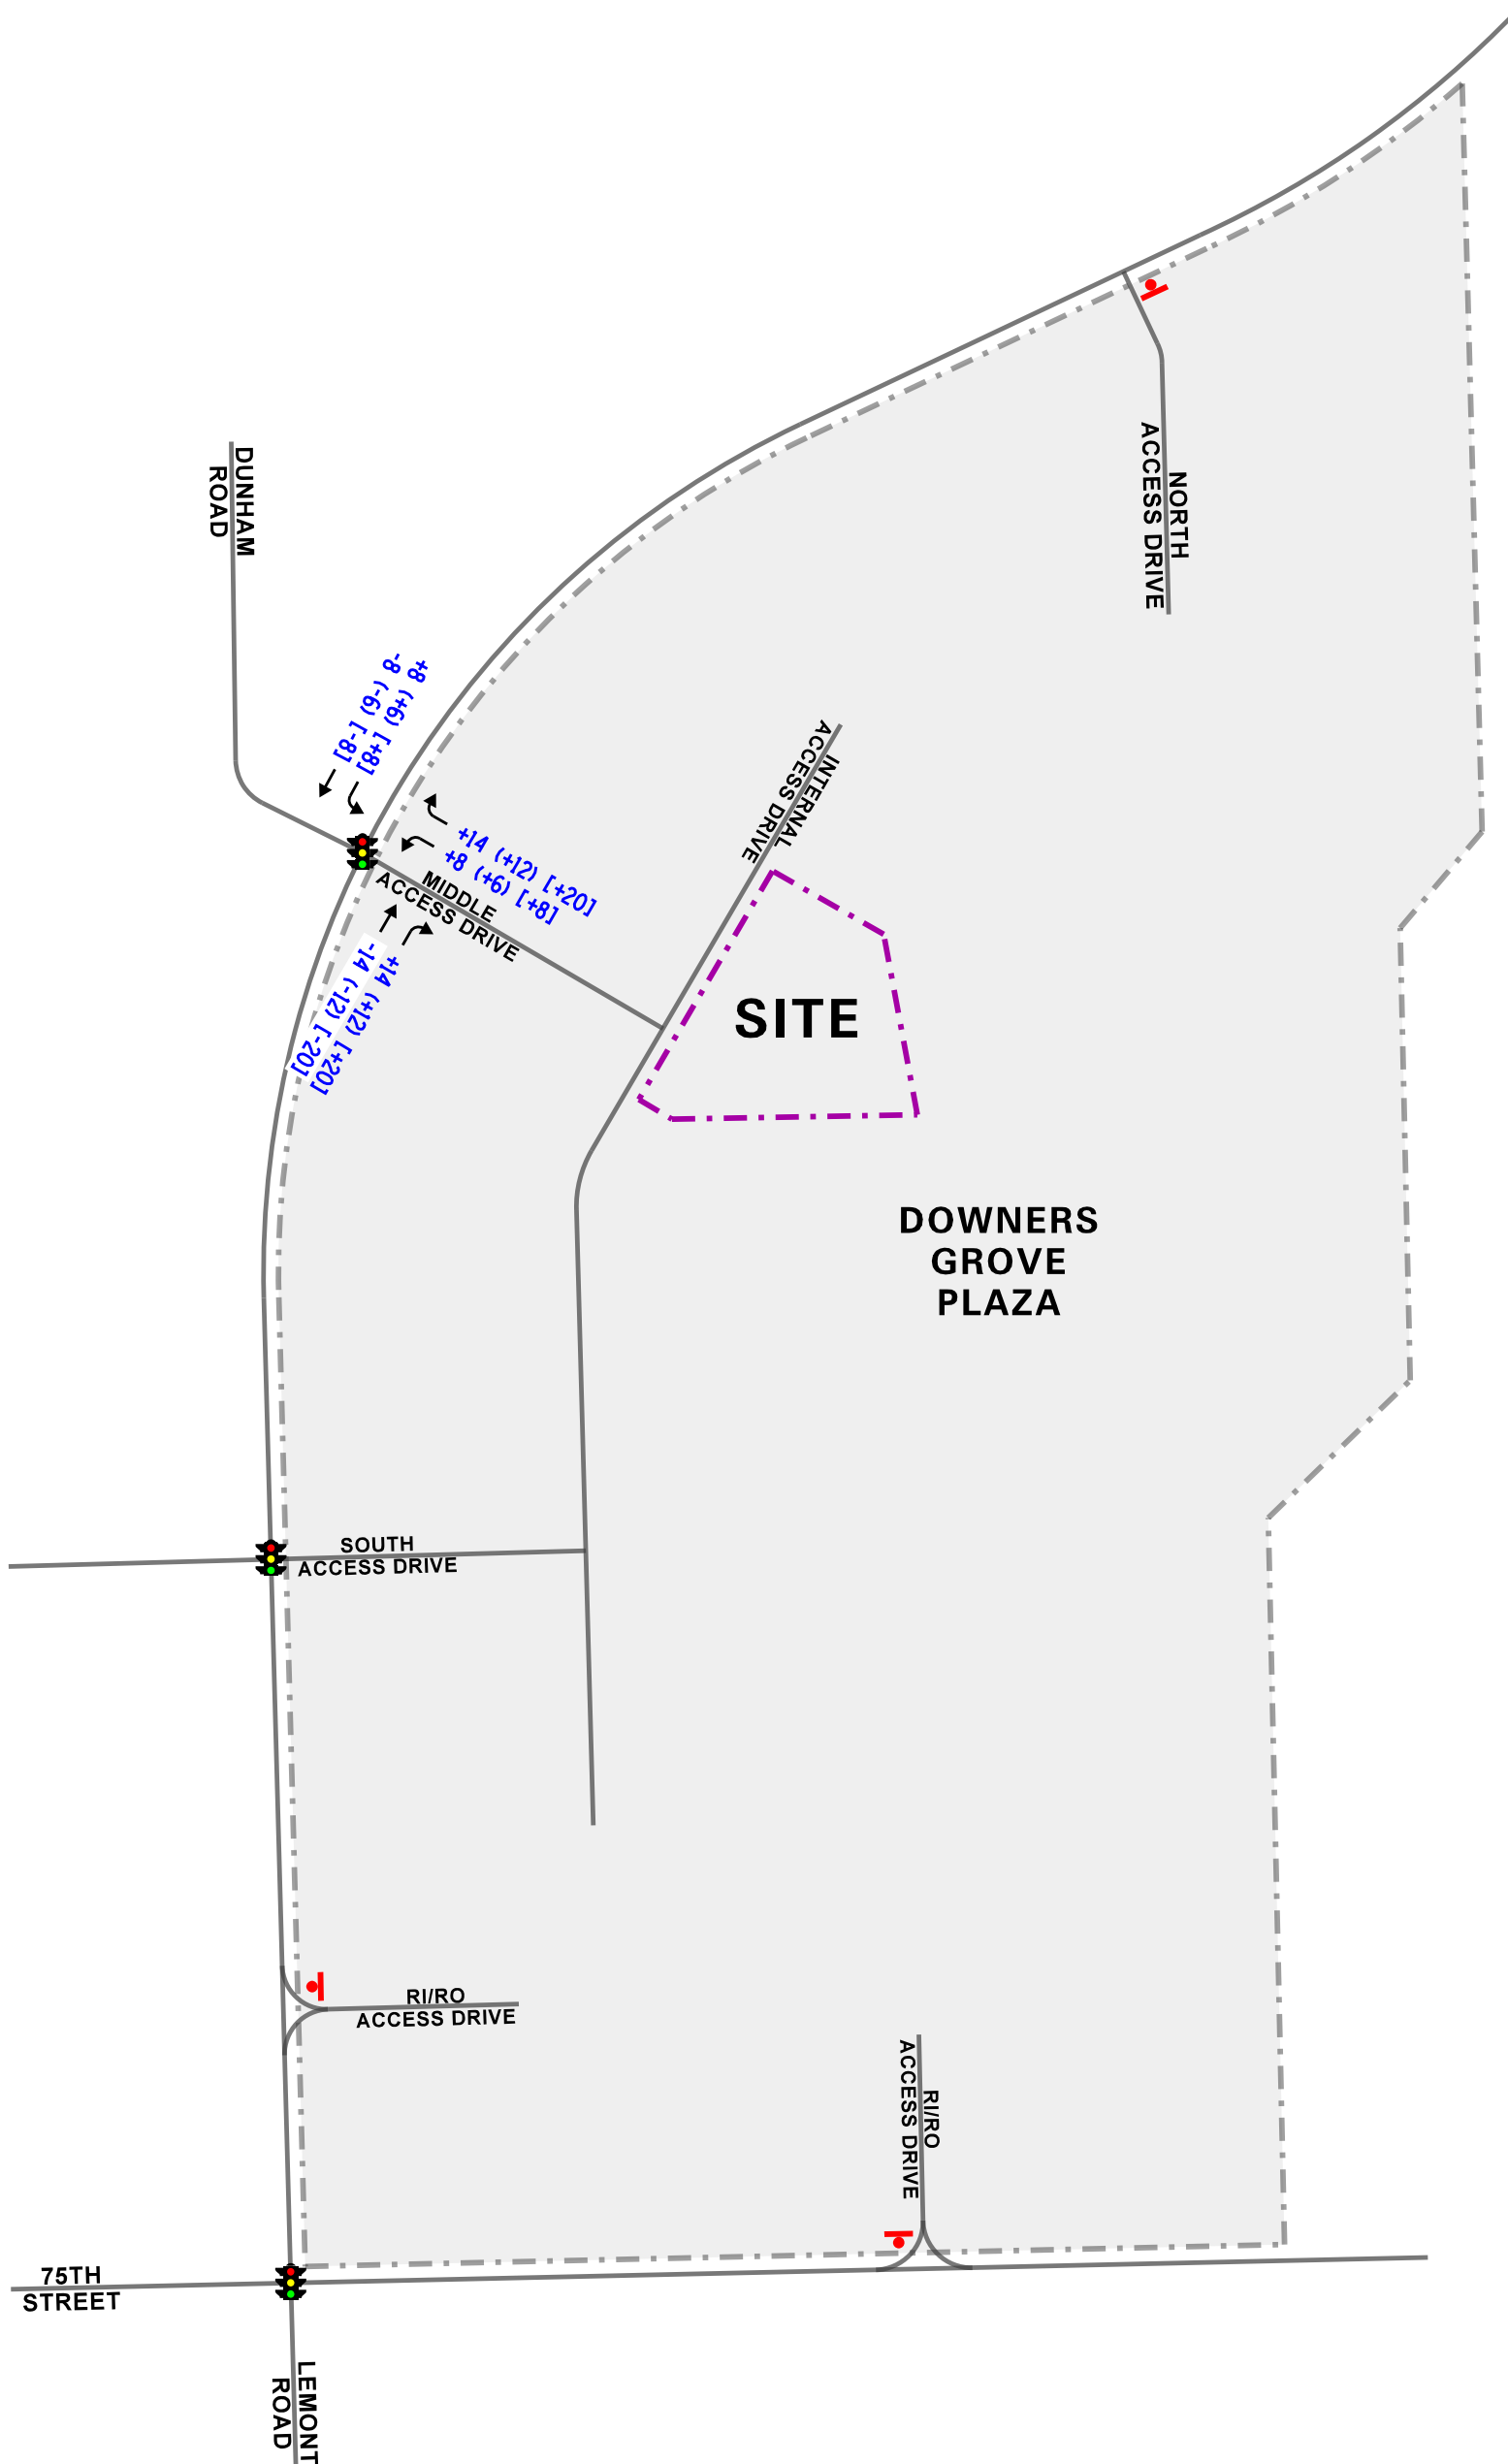 NORTH
ACCESS DRIVE
DUNHAM
ROAD
-8 (-6) [-8]
+8 (+6) [+8]
INTERNAL
ACCESS DRIVE
+14 (+12) [+20]
+8 (+6) [+8]
MIDDLE
ACCESS DRIVE
-14 (-12) [-20]
+14 (+12) [+20]
SITE
DOWNERS
GROVE
PLAZA
SOUTH
ACCESS DRIVE
RI/RO
ACCESS DRIVE
RI/RO
ACCESS DRIVE
75TH
STREET
LEMONT
ROAD